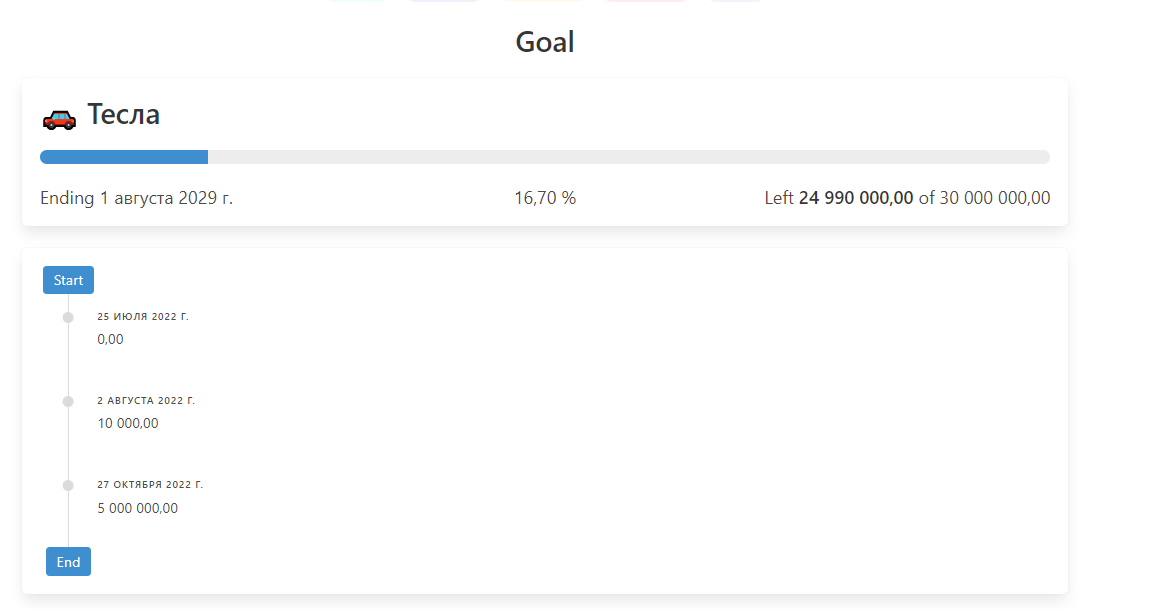 Goal
Тесла
Ending 1 августа 2029 г.
16,70 %
Left 24 990 000,00 of 30 000 000,00
Start
25 ИЮЛЯ 2022 Г.
0,00
2 АВГУСТА 2022 Г.
10 000,00
27 ОКТЯБРЯ 2022 Г.
5 000 000,00
End